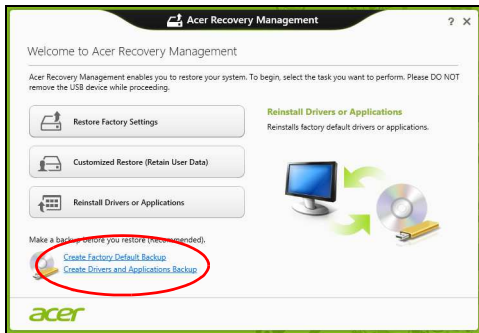 Acer Recovery Management
? X
Welcome to Acer Recovery Management
Acer Recovery Management enables you to restore your system. To begin, select the task you want to perform. Please DO NOT
remove the USB device while proceeding.
Restore Factory Settings
Customized Restore (Retain User Data)
Reinstall Drivers or Applications
Reinstall Drivers or Applications
Reinstalls factory default drivers or applications.
Make a backup before you restore (Recommended).
Create Factory Default Backup
Create Drivers and Applications Backup
acer